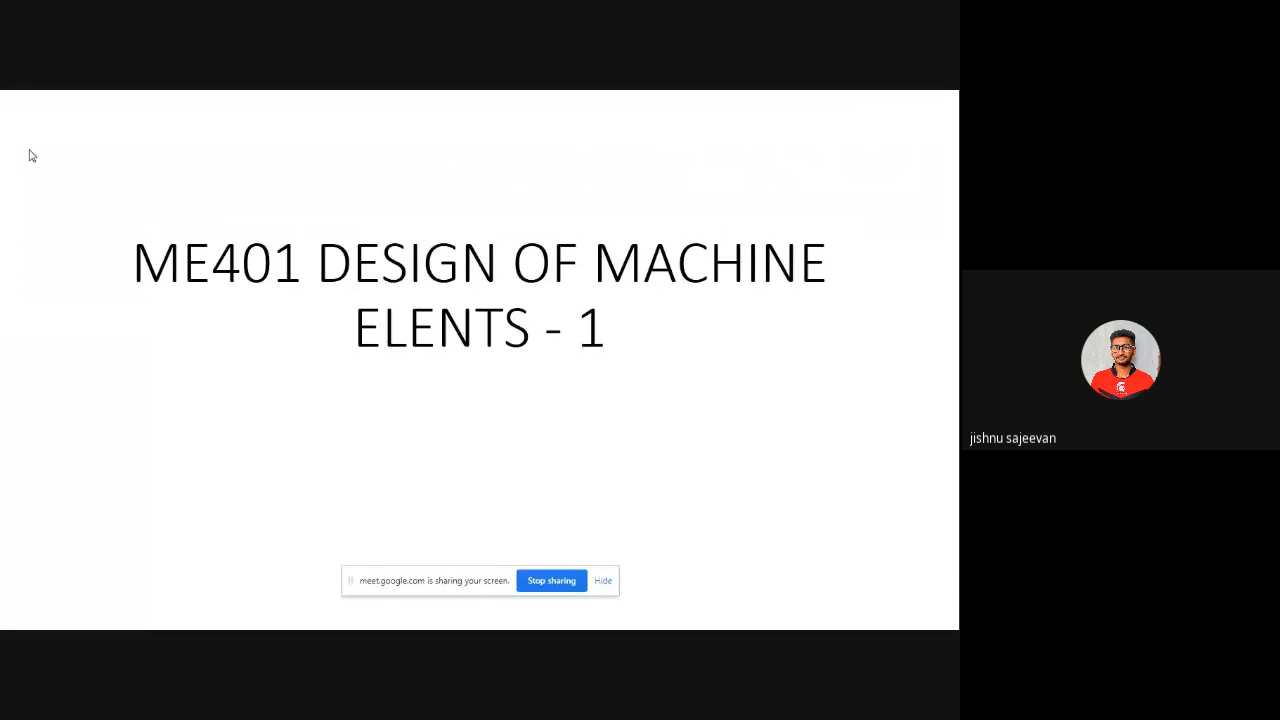 ME401 DESIGN OF MACHINE
ELENTS - 1
meet.google.com is sharing your screen. Stop sharing Hide
jishnu sajeevan